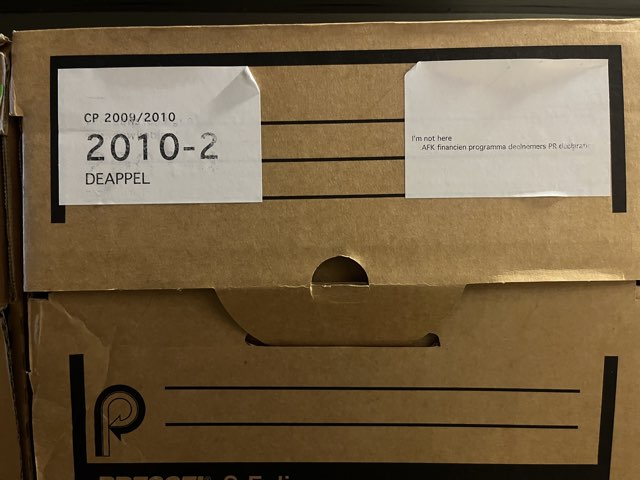 CP 2009/2010
2010-2
DEAPPEL
I'm not here
AFK financien programma deelnemers PR